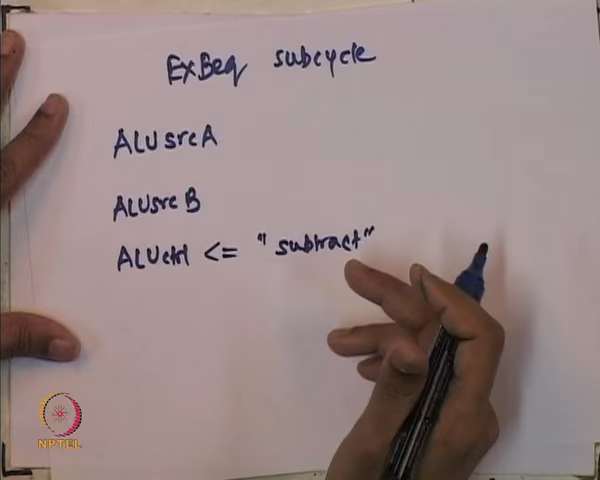 ExBeq subcycle
ALUsrcA
ALUsrcB
ALUctrl <= "subtract"
NPTEL